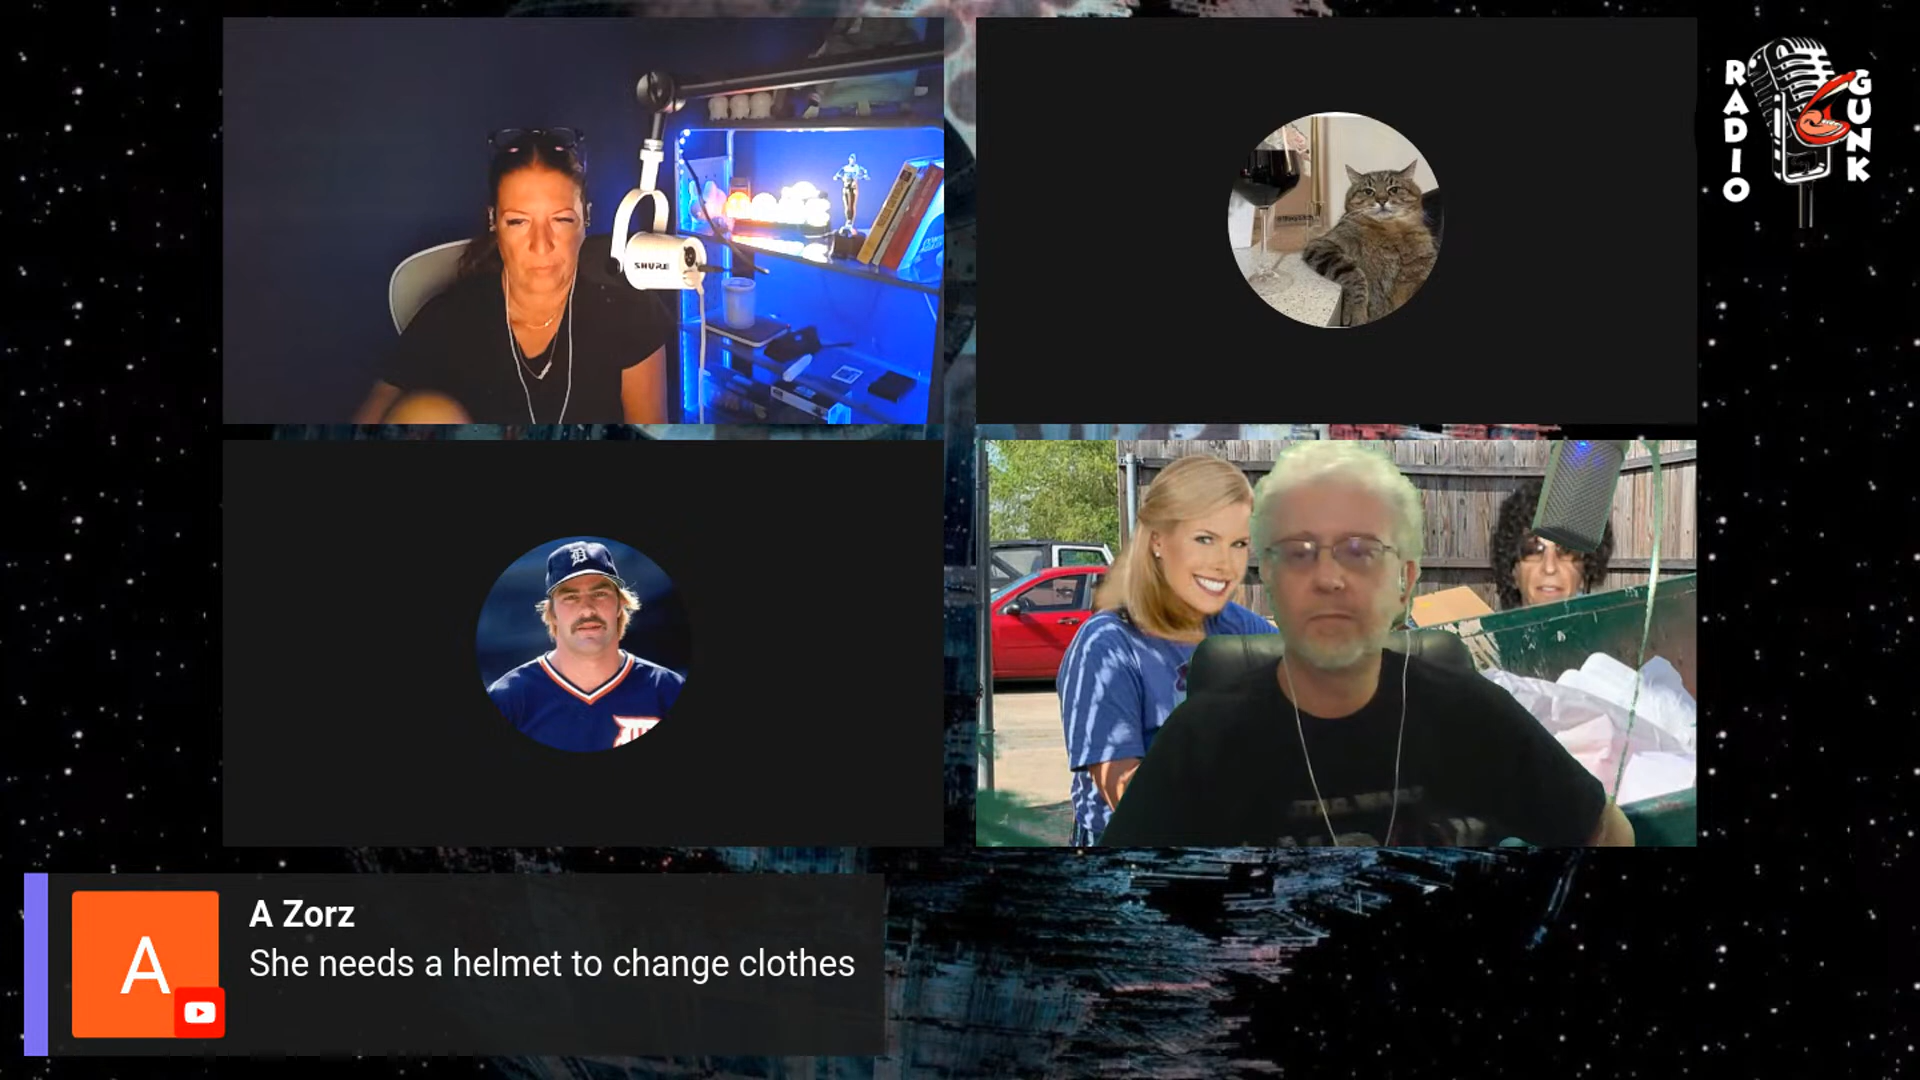 RADIO
GUNK
SHURE
A
A Zorz
She needs a helmet to change clothes